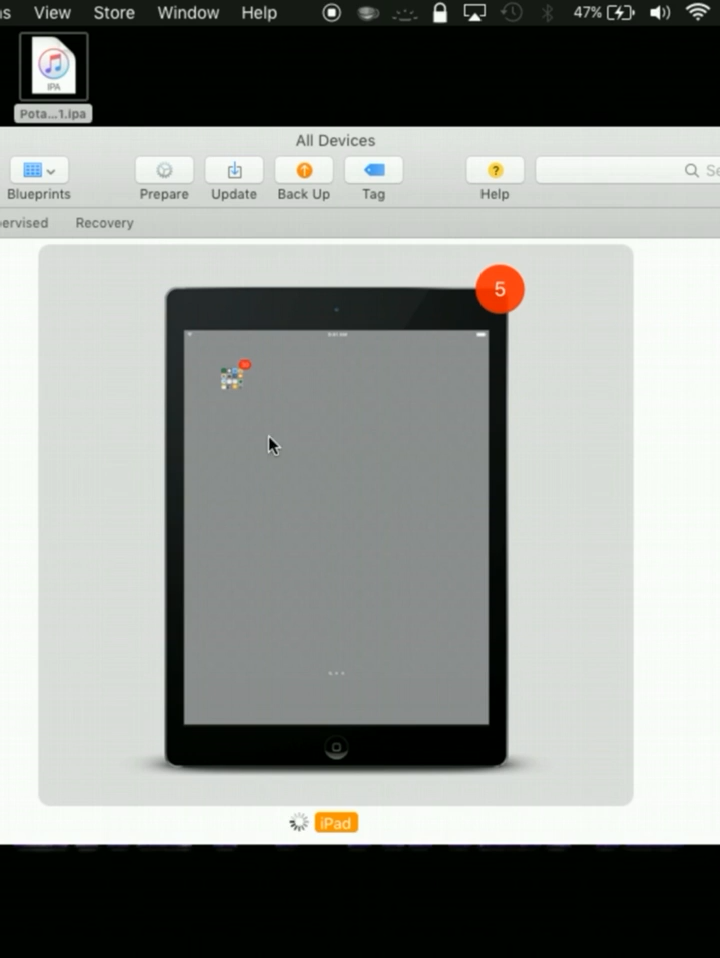 s View Store Window Help 47%
IPA
Pota...1.ipa
All Devices
Blueprints Prepare Update Back Up Tag Help Se
ervised Recovery
5
iPad